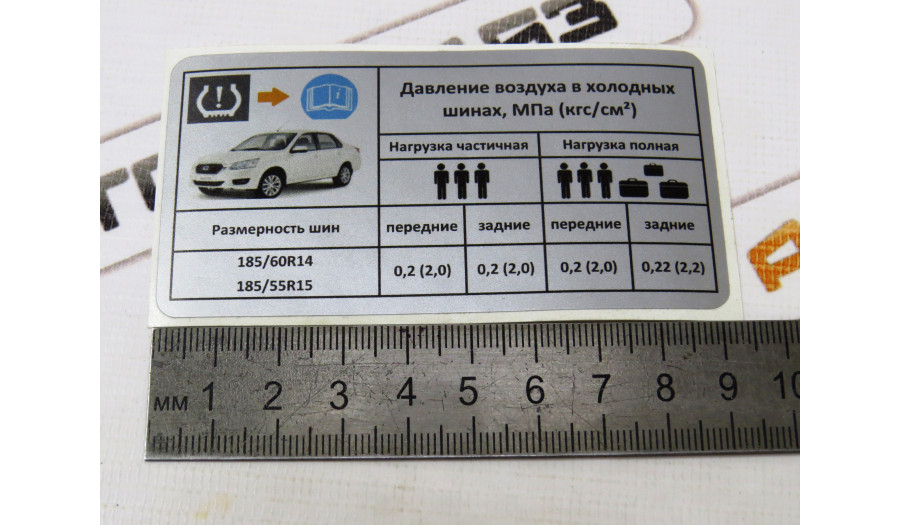 Давление воздуха в холодных
шинах, МПа (кгс/см²)
Нагрузка частичная Нагрузка полная
Размерность шин передние задние передние задние
185/60R14
185/55R15
0,2 (2,0) 0,2 (2,0) 0,2 (2,0) 0,22 (2,2)
мм 1 2 3 4 5 6 7 8 9 10